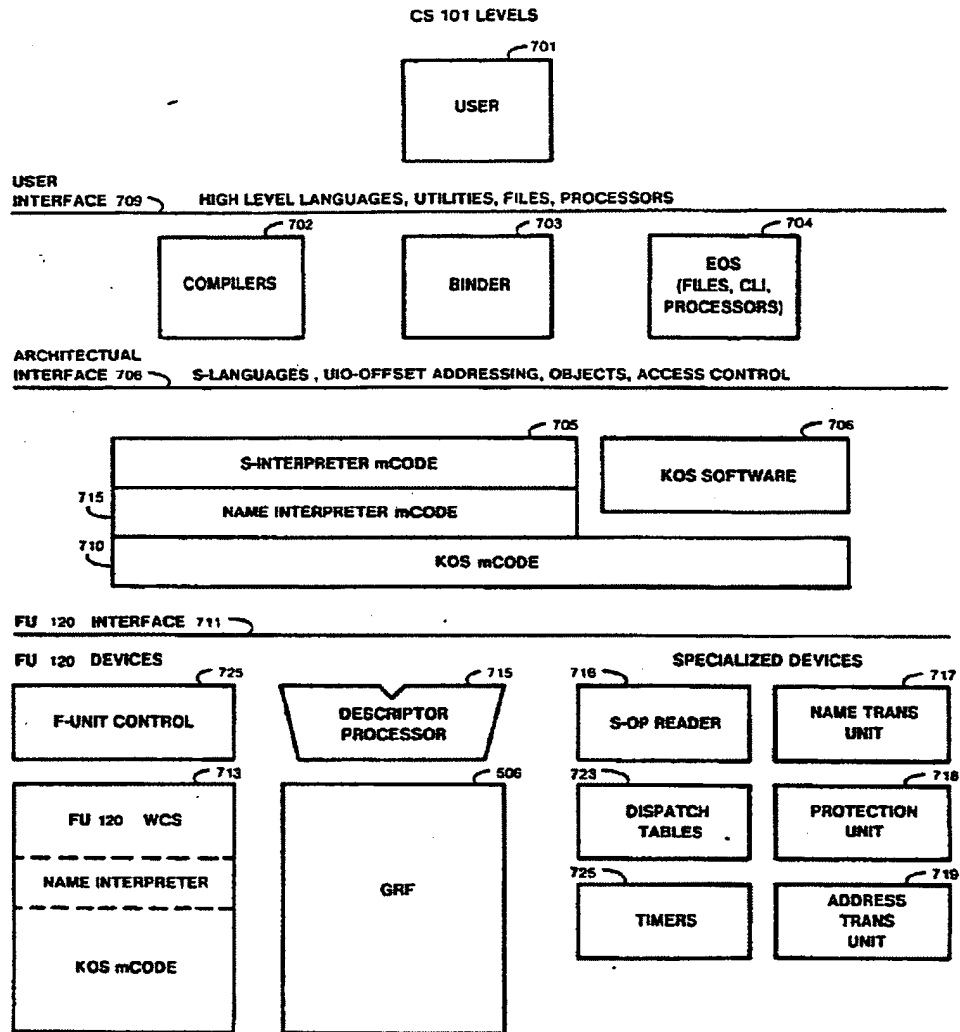 CS 101 LEVELS
701
USER
USER
INTERFACE 709
HIGH LEVEL LANGUAGES, UTILITIES, FILES, PROCESSORS
702
703
704
COMPILERS
BINDER
EOS
(FILES, CLI,
PROCESSORS)
ARCHITECTUAL
INTERFACE 708
S-LANGUAGES , UIO-OFFSET ADDRESSING, OBJECTS, ACCESS CONTROL
705
706
S-INTERPRETER mCODE
KOS SOFTWARE
715
NAME INTERPRETER mCODE
710
KOS mCODE
FU 120 INTERFACE 711
FU 120 DEVICES
SPECIALIZED DEVICES
725
715
716
717
F-UNIT CONTROL
DESCRIPTOR
PROCESSOR
S-OP READER
NAME TRANS
UNIT
713
506
723
718
FU 120 WCS
DISPATCH
TABLES
PROTECTION
UNIT
NAME INTERPRETER
GRF
725
719
KOS mCODE
TIMERS
ADDRESS
TRANS
UNIT